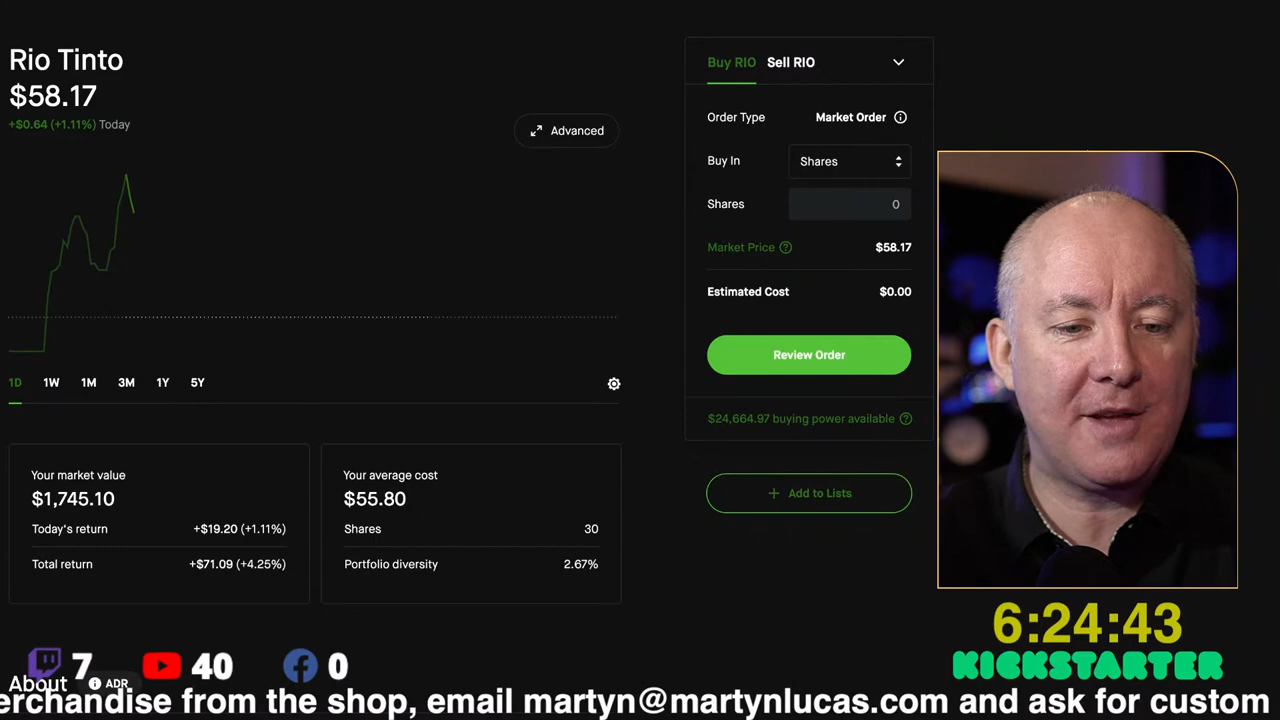 Rio Tinto
$58.17
+$0.64 (+1.11%) Today
Advanced
1D 1W 1M 3M 1Y 5Y
Your market value
$1,745.10
Today's return +$19.20 (+1.11%)
Total return +$71.09 (+4.25%)
Your average cost
$55.80
Shares 30
Portfolio diversity 2.67%
Buy RIO Sell RIO
Order Type Market Order
Buy In Shares
Shares 0
Market Price $58.17
Estimated Cost $0.00
Review Order
$24,664.97 buying power available
+ Add to Lists
6:24:43
KICKSTARTER
7 40 0
About ADR
erchandise from the shop, email martyn@martynlucas.com and ask for custom